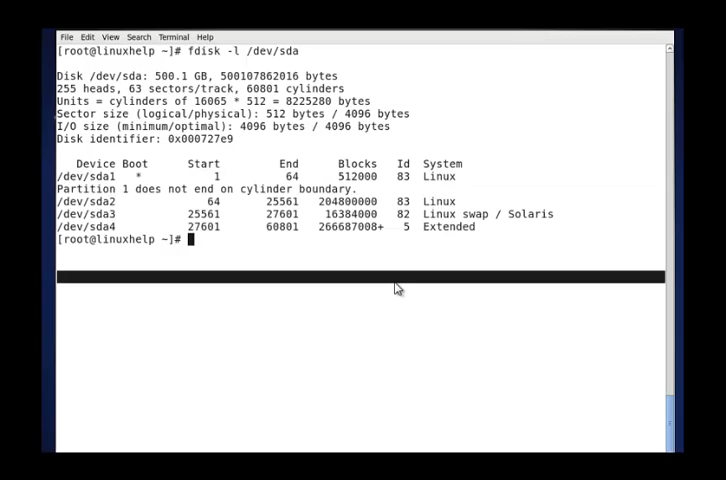 File Edit View Search Terminal Help
[root@linuxhelp ~]# fdisk -l /dev/sda
Disk /dev/sda: 500.1 GB, 500107862016 bytes
255 heads, 63 sectors/track, 60801 cylinders
Units = cylinders of 16065 * 512 = 8225280 bytes
Sector size (logical/physical): 512 bytes / 4096 bytes
I/O size (minimum/optimal): 4096 bytes / 4096 bytes
Disk identifier: 0x000727e9
Device Boot Start End Blocks Id System
/dev/sda1 * 1 64 512000 83 Linux
Partition 1 does not end on cylinder boundary.
/dev/sda2 64 25561 204800000 83 Linux
/dev/sda3 25561 27601 16384000 82 Linux swap / Solaris
/dev/sda4 27601 60801 266687008+ 5 Extended
[root@linuxhelp ~]#